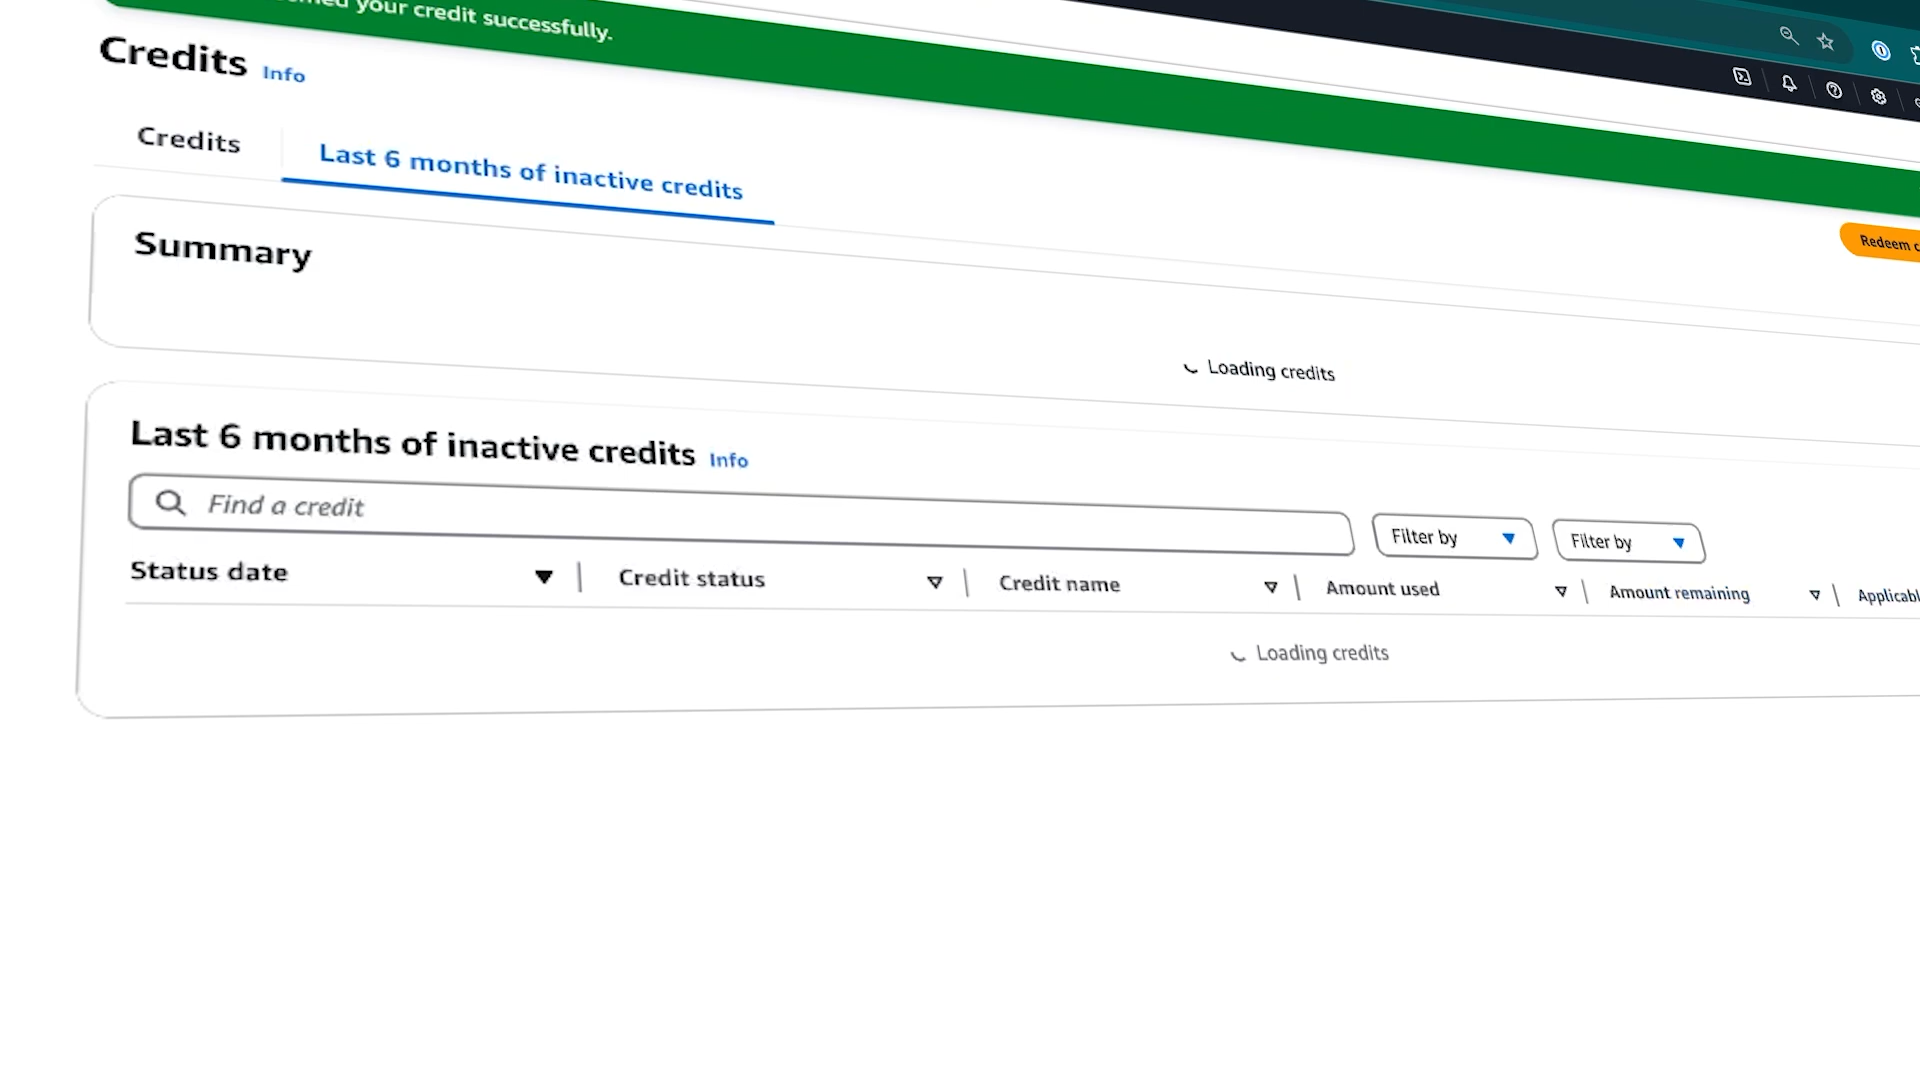 your credit successfully.
Credits Info
Credits
Last 6 months of inactive credits
Redeem
Summary
Loading credits
Last 6 months of inactive credits Info
Find a credit
Filter by
Filter by
Status date
Credit status
Credit name
Amount used
Amount remaining
Loading credits